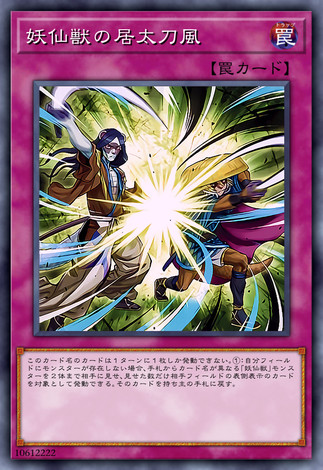 妖仙獣の居太刀風
トラップ
罠
【罠カード】
このカード名のカードは1ターンに1枚しか発動できない。①:自分フィール
ドにモンスターが存在しない場合、手札からカード名が異なる「妖仙獣」モンス
ターを2体まで相手に見せ、見せた数だけ相手フィールドの表側表示のカード
を対象として発動できる。そのカードを持ち主の手札に戻す。
10612222